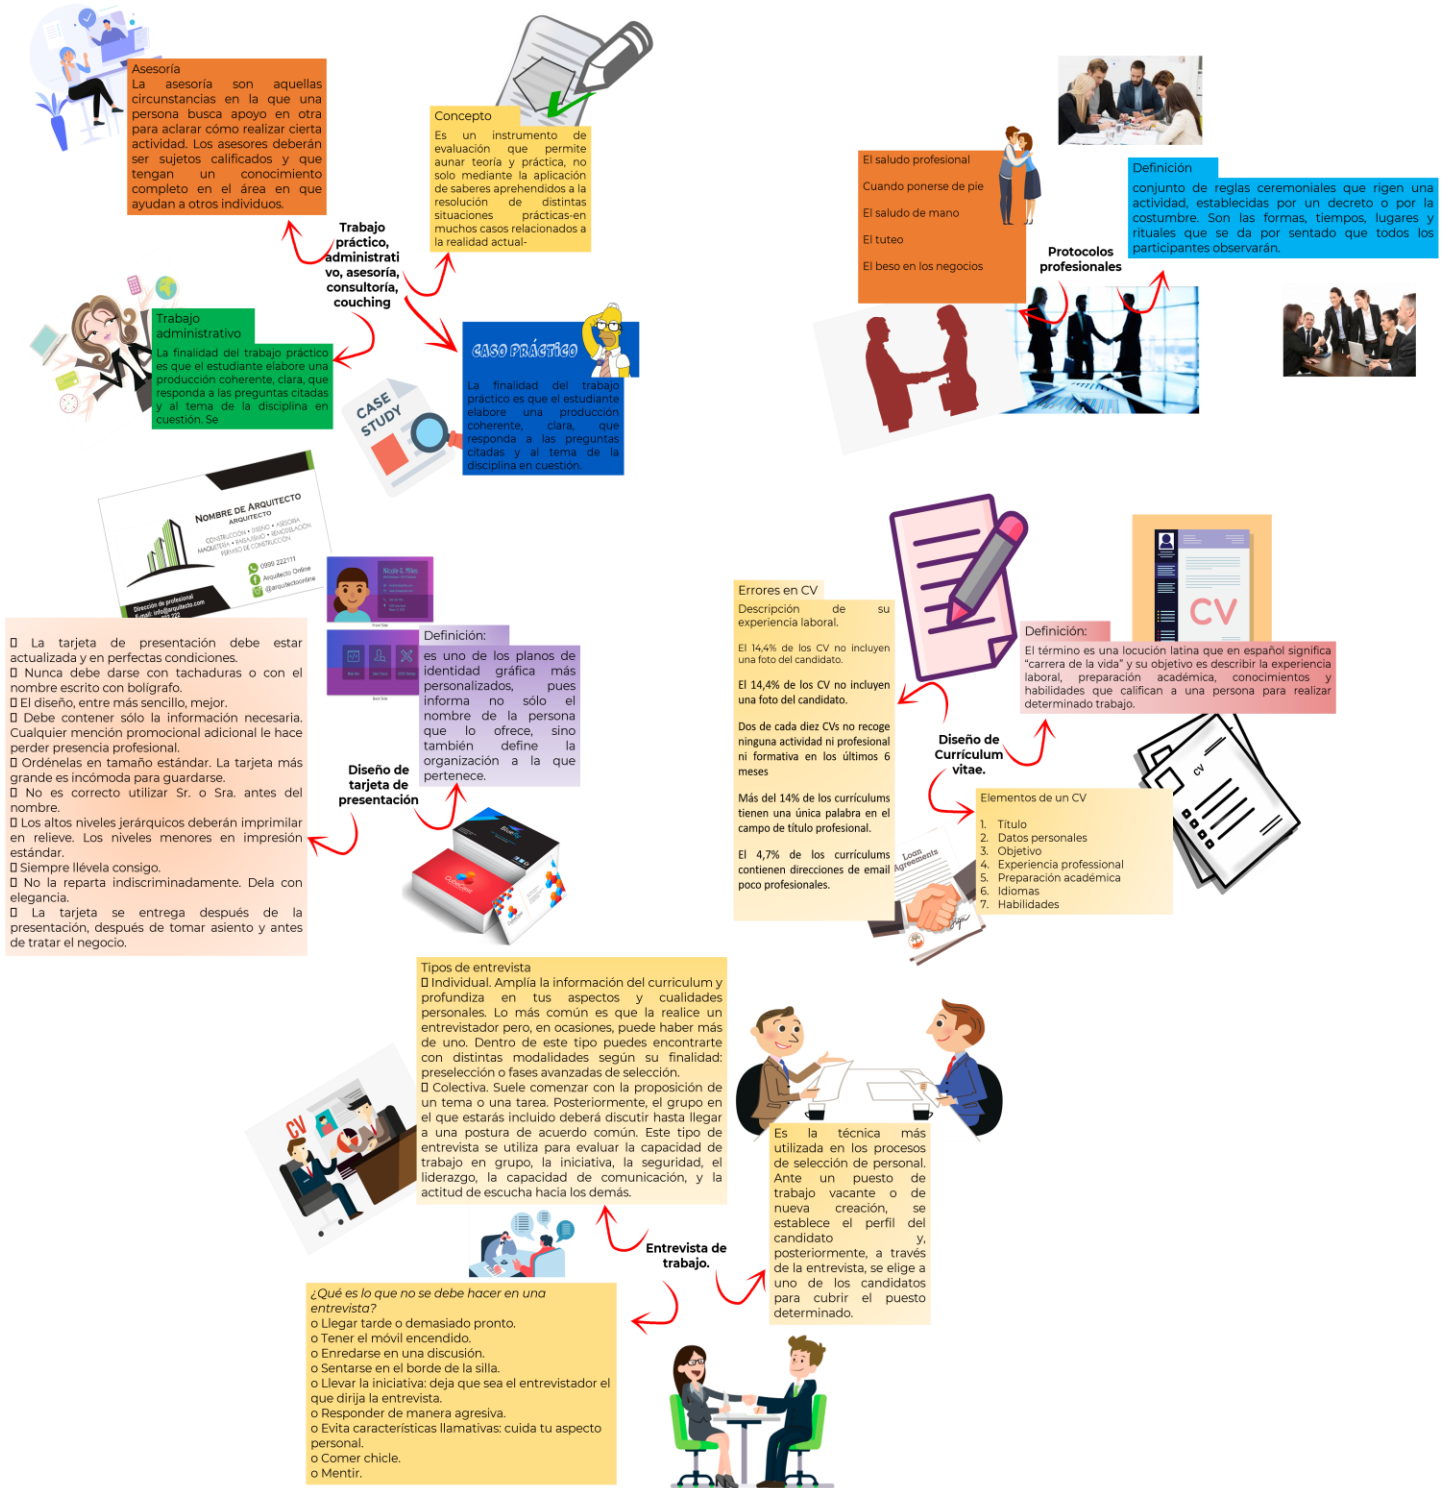 Asesoría
La asesoría son aquellas
circunstancias en la que una
persona busca apoyo en otra
para aclarar cómo realizar cierta
actividad. Los asesores deberán
ser sujetos calificados y que
tengan un conocimiento
completo en el área en que
ayudan a otros individuos.
Concepto
Es un instrumento de
evaluación que permite
aunar teoría y práctica, no
solo mediante la aplicación
de saberes aprehendidos a la
resolución de distintas
situaciones prácticas-en
muchos casos relacionados a
la realidad actual-
Trabajo
práctico,
administrati
vo, asesoría,
consultoría,
couching
Trabajo
administrativo
La finalidad del trabajo práctico
es que el estudiante elabore una
producción coherente, clara, que
responda a las preguntas citadas
y al tema de la disciplina en
cuestión. Se
CASO PRÁCTICO
La finalidad del trabajo
práctico es que el estudiante
elabore una producción
coherente, clara, que
responda a las preguntas
citadas y al tema de la
disciplina en cuestión.
CASE
STUDY
El saludo profesional
Cuando ponerse de pie
El saludo de mano
El tuteo
El beso en los negocios
Definición
conjunto de reglas ceremoniales que rigen una
actividad, establecidas por un decreto o por la
costumbre. Son las formas, tiempos, lugares y
rituales que se da por sentado que todos los
participantes observarán.
Protocolos
profesionales
NOMBRE DE ARQUITECTO
ARQUITECTO
CONSTRUCCIÓN • DISEÑO • ASESORIA
MAQUETERIA • PAISAJISMO • REMODELACIÓN
PERMISO DE CONSTRUCCIÓN
0999 222111
Arquitecto Online
@arquitectoonline
Dirección de profesional
E-mail: info@arquitecto.com
Nicole G. Miles
La tarjeta de presentación debe estar
actualizada y en perfectas condiciones.
Nunca debe darse con tachaduras o con el
nombre escrito con bolígrafo.
El diseño, entre más sencillo, mejor.
Debe contener sólo la información necesaria.
Cualquier mención promocional adicional le hace
perder presencia profesional.
Ordénelas en tamaño estándar. La tarjeta más
grande es incómoda para guardarse.
No es correcto utilizar Sr. o Sra. antes del
nombre.
Los altos niveles jerárquicos deberán imprimilar
en relieve. Los niveles menores en impresión
estándar.
Siempre llévela consigo.
No la reparta indiscriminadamente. Dela con
elegancia.
La tarjeta se entrega después de la
presentación, después de tomar asiento y antes
de tratar el negocio.
Definición:
es uno de los planos de
identidad gráfica más
personalizados, pues
informa no sólo el
nombre de la persona
que lo ofrece, sino
también define la
organización a la que
pertenece.
Diseño de
tarjeta de
presentación
Errores en CV
Descripción de su
experiencia laboral.
El 14,4% de los CV no incluyen
una foto del candidato.
El 14,4% de los CV no incluyen
una foto del candidato.
Dos de cada diez CVs no recoge
ninguna actividad ni profesional
ni formativa en los últimos 6
meses
Más del 14% de los currículums
tienen una única palabra en el
campo de título profesional.
El 4,7% de los currículums
contienen direcciones de email
poco profesionales.
CV
Definición:
El término es una locución latina que en español significa
“carrera de la vida” y su objetivo es describir la experiencia
laboral, preparación académica, conocimientos y
habilidades que califican a una persona para realizar
determinado trabajo.
Diseño de
Currículum
vitae.
CV
Elementos de un CV
1. Título
2. Datos personales
3. Objetivo
4. Experiencia professional
5. Preparación académica
6. Idiomas
7. Habilidades
Loan
Agreements
Tipos de entrevista
Individual. Amplía la información del curriculum y
profundiza en tus aspectos y cualidades
personales. Lo más común es que la realice un
entrevistador pero, en ocasiones, puede haber más
de uno. Dentro de este tipo puedes encontrarte
con distintas modalidades según su finalidad:
preselección o fases avanzadas de selección.
Colectiva. Suele comenzar con la proposición de
un tema o una tarea. Posteriormente, el grupo en
el que estarás incluido deberá discutir hasta llegar
a una postura de acuerdo común. Este tipo de
entrevista se utiliza para evaluar la capacidad de
trabajo en grupo, la iniciativa, la seguridad, el
liderazgo, la capacidad de comunicación, y la
actitud de escucha hacia los demás.
CV
Es la técnica más
utilizada en los procesos
de selección de personal.
Ante un puesto de
trabajo vacante o de
nueva creación, se
establece el perfil del
candidato y,
posteriormente, a través
de la entrevista, se elige a
uno de los candidatos
para cubrir el puesto
determinado.
Entrevista de
trabajo.
¿Qué es lo que no se debe hacer en una
entrevista?
o Llegar tarde o demasiado pronto.
o Tener el móvil encendido.
o Enredarse en una discusión.
o Sentarse en el borde de la silla.
o Llevar la iniciativa: deja que sea el entrevistador el
que dirija la entrevista.
o Responder de manera agresiva.
o Evita características llamativas: cuida tu aspecto
personal.
o Comer chicle.
o Mentir.